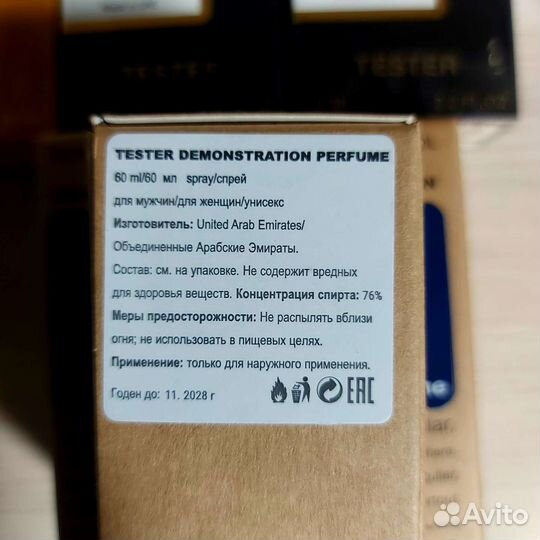 TESTER
TESTER
TESTER DEMONSTRATION PERFUME
60 ml/60 мл spray/спрей
для мужчин/для женщин/унисекс
Изготовитель: United Arab Emirates/
Объединенные Арабские Эмираты.
Состав: см. на упаковке. Не содержит вредных
для здоровья веществ. Концентрация спирта: 76%
Меры предосторожности: Не распылять вблизи
огня; не использовать в пищевых целях.
Применение: только для наружного применения.
Годен до: 11. 2028 г
EAC
Avito